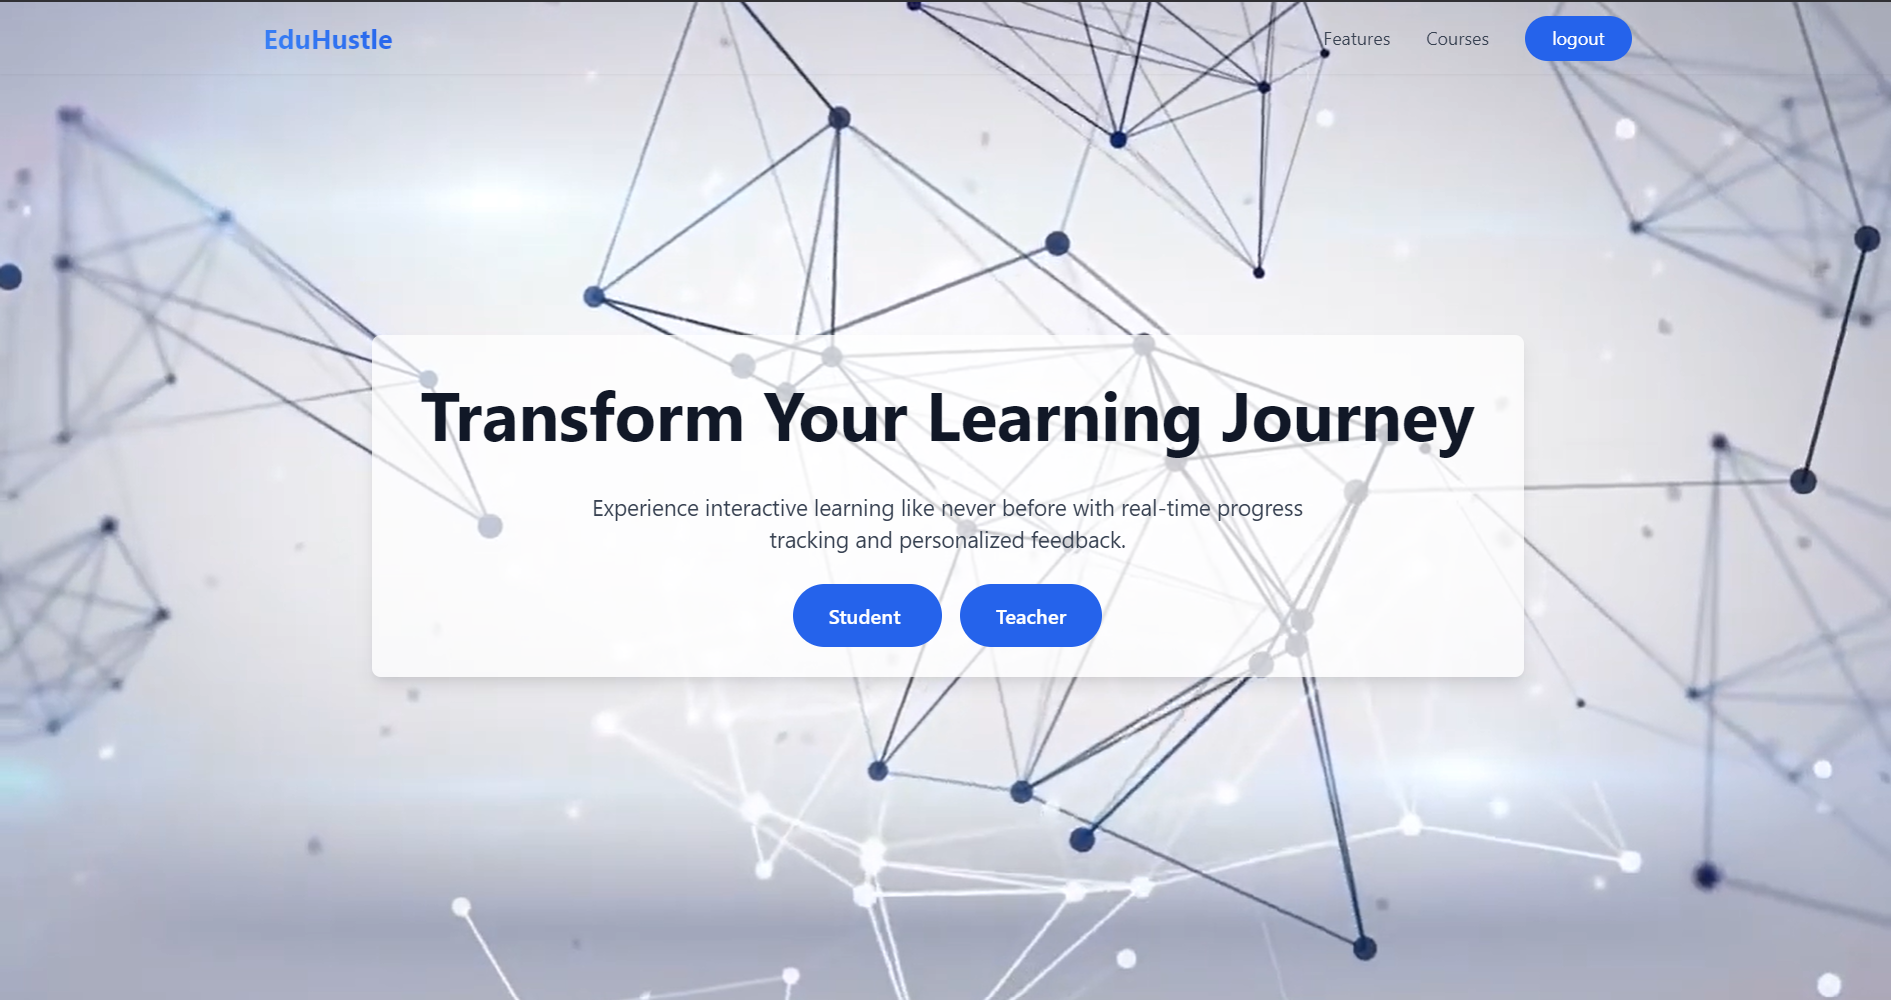 EduHustle
Features
Courses
logout
Transform Your Learning Journey
Experience interactive learning like never before with real-time progress
tracking and personalized feedback.
Student
Teacher